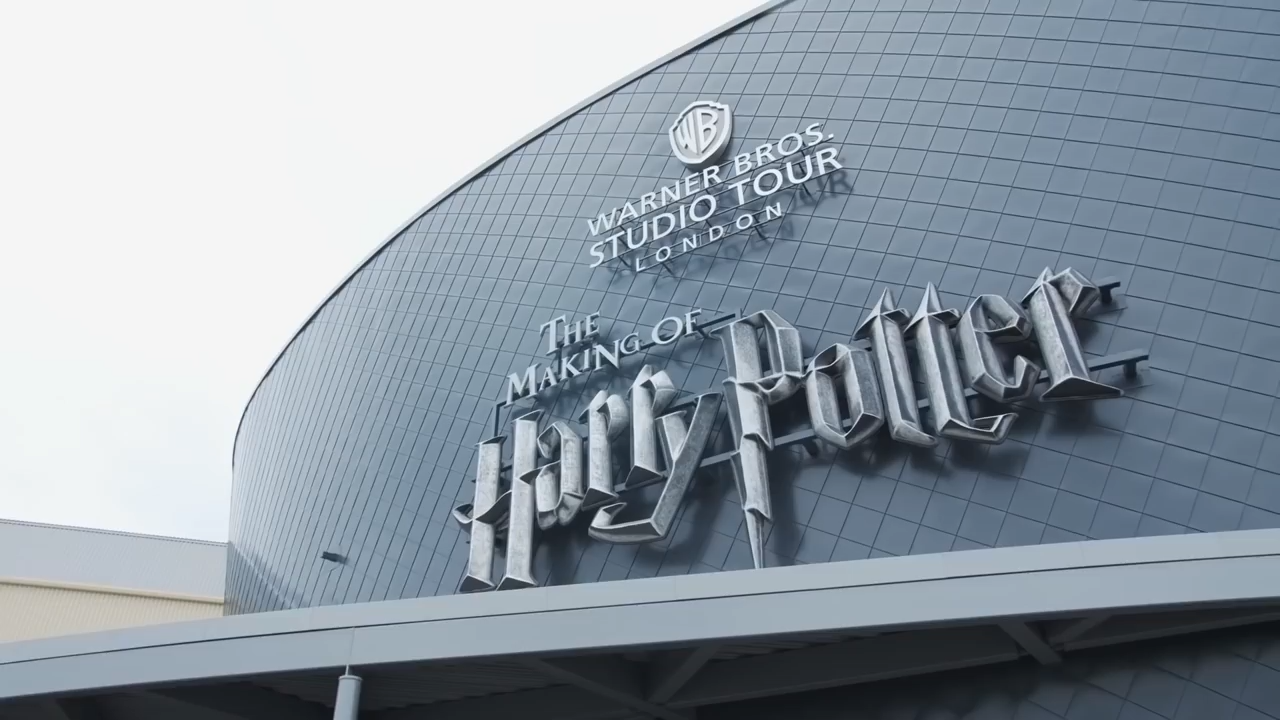 WB
WARNER BROS.
STUDIO TOUR
LONDON
THE
MAKING OF
Harry Potter